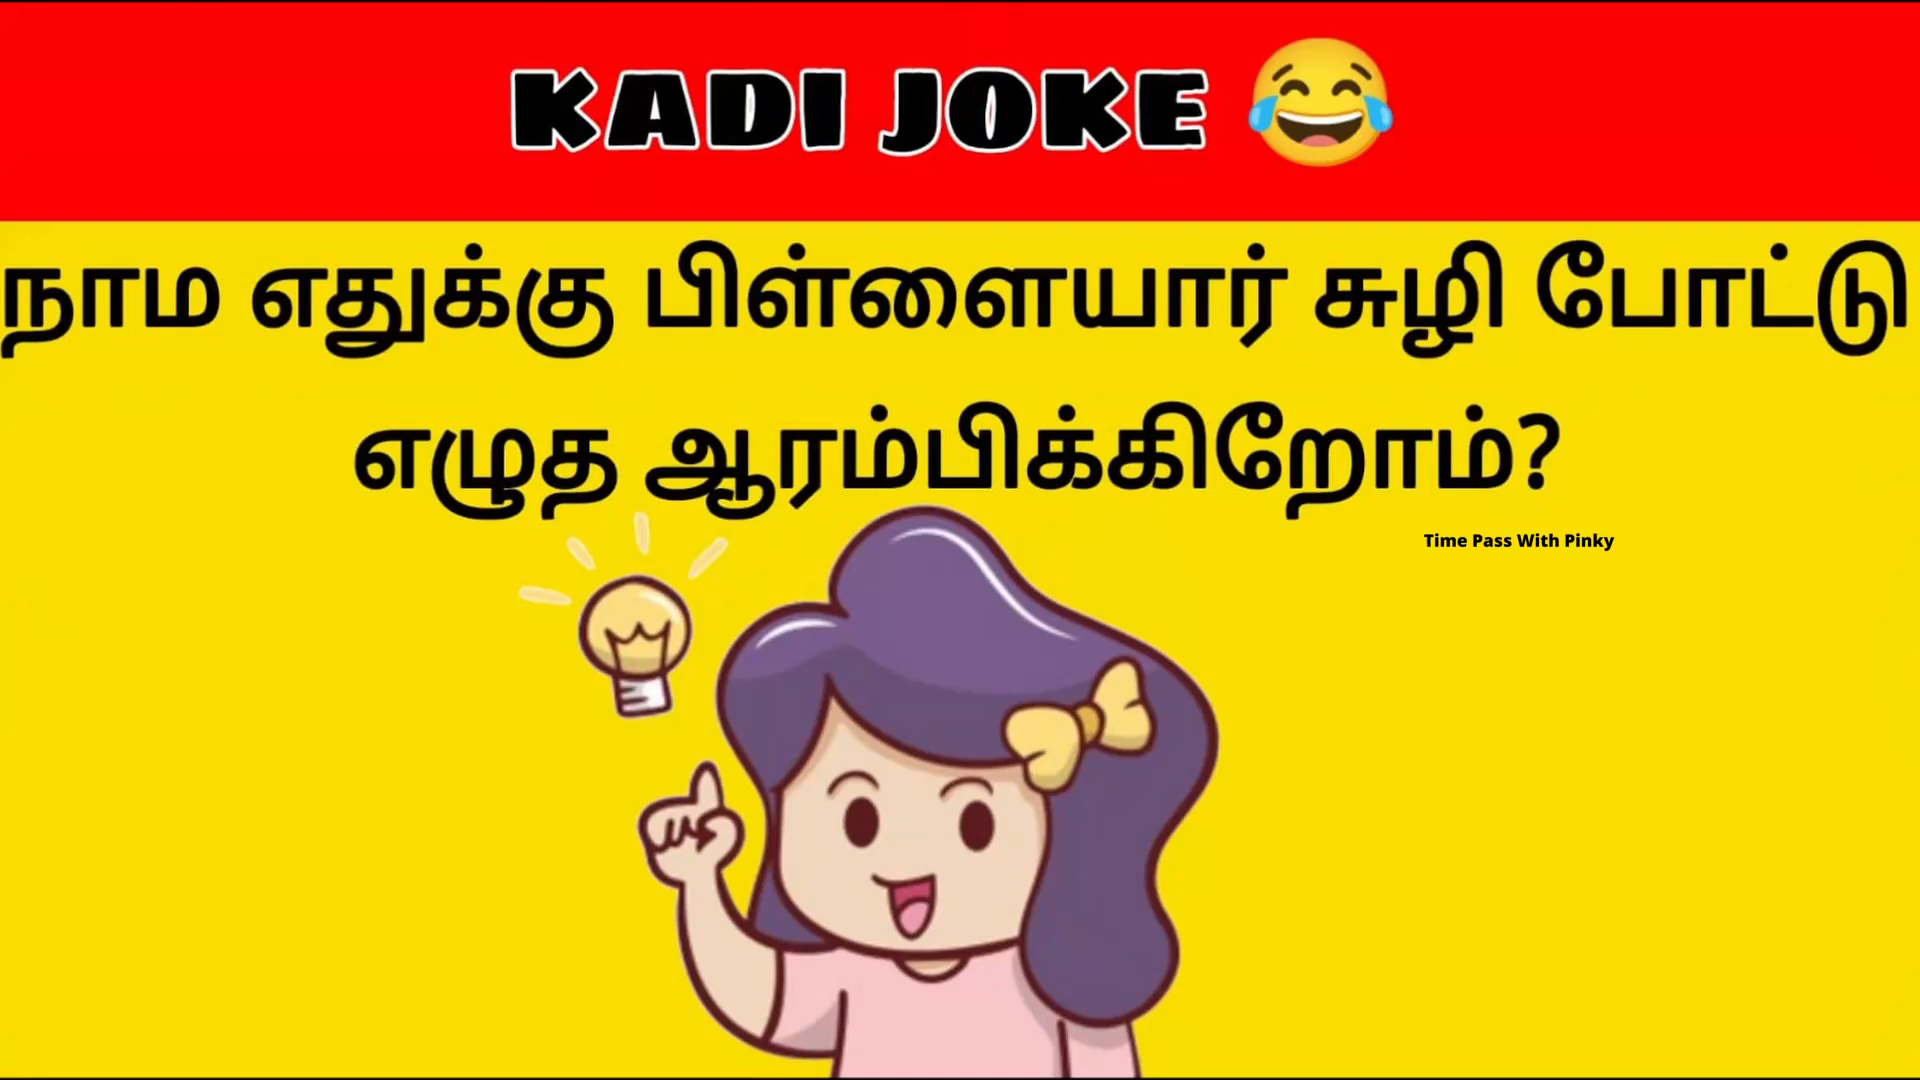 KADI JOKE 😂
நாம எதுக்கு பிள்ளையார் சுழி போட்டு
எழுத ஆரம்பிக்கிறோம்?
Time Pass With Pinky